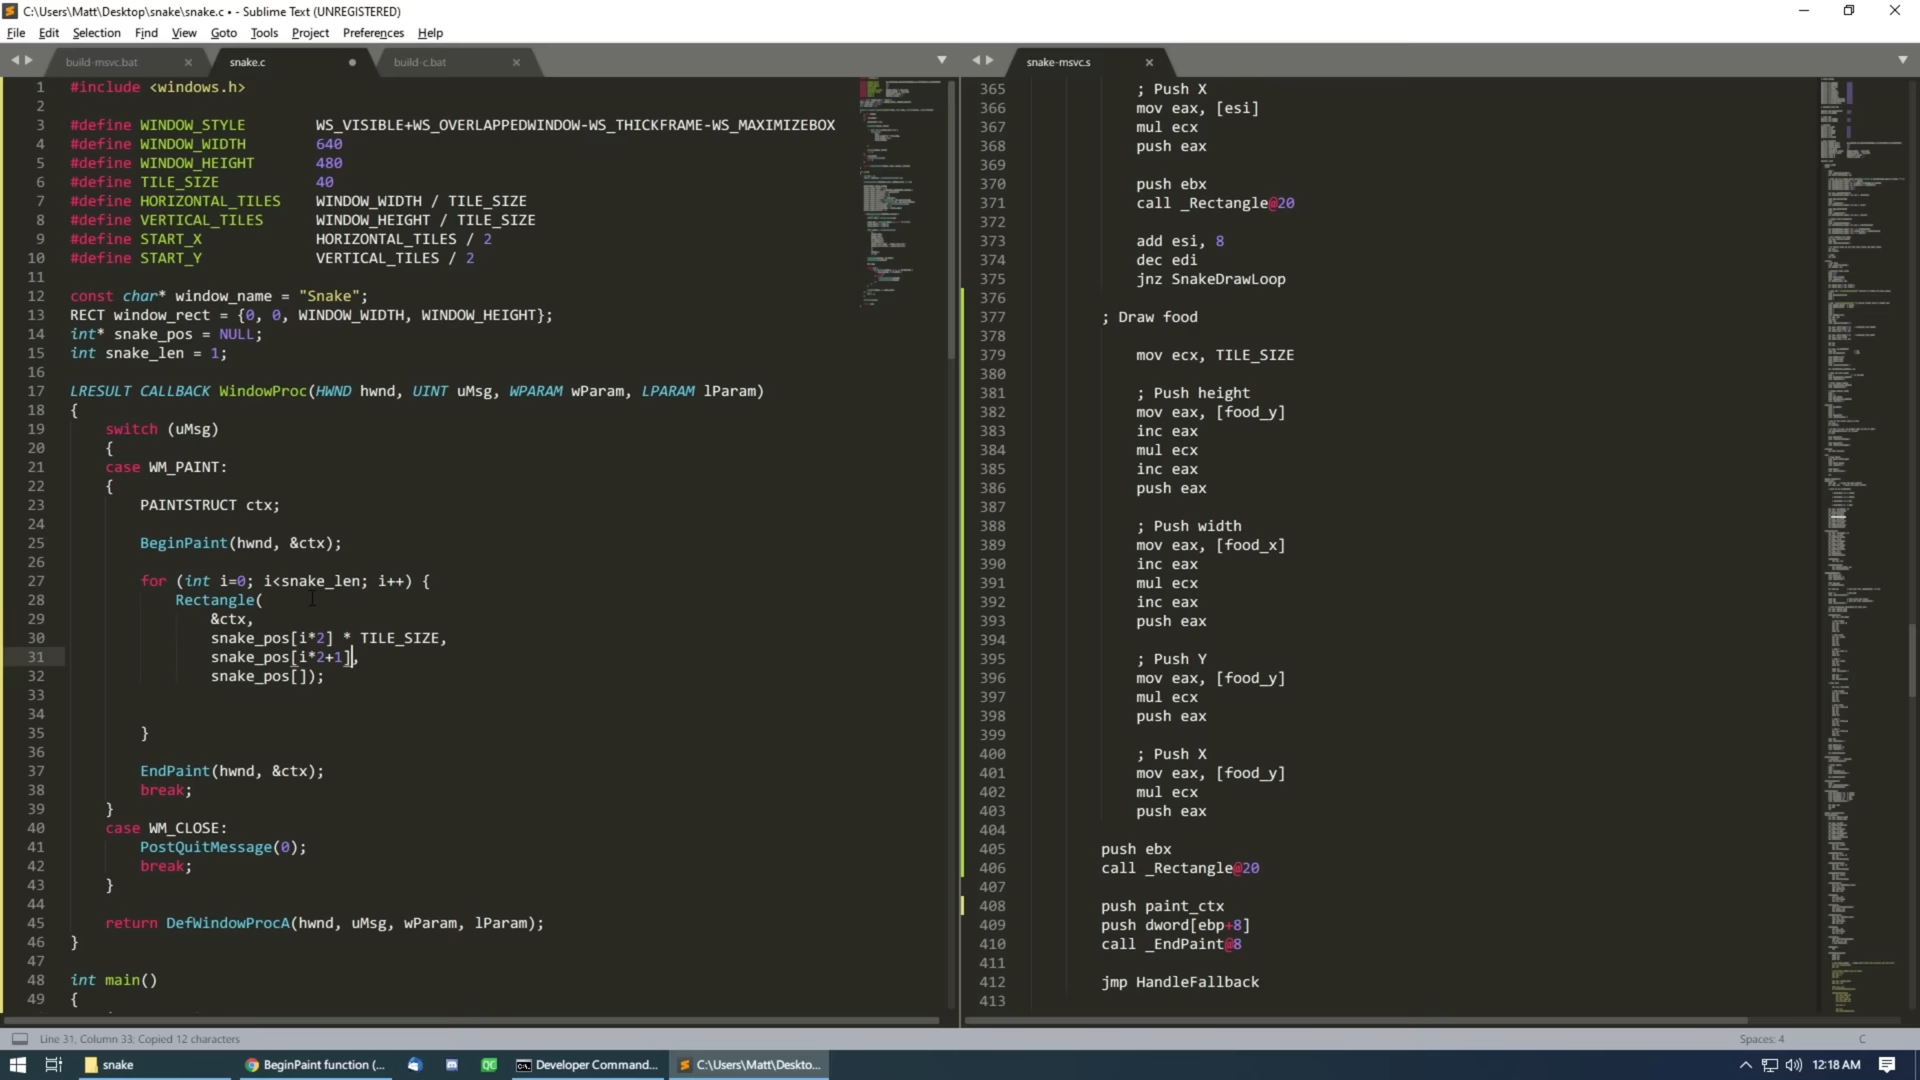 C:\Users\Matt\Desktop\snake\snake.c • - Sublime Text (UNREGISTERED)
File Edit Selection Find View Goto Tools Project Preferences Help
build-msvc.bat × snake.c build-c.bat ×
1 #include <windows.h>
2
3 #define WINDOW_STYLE WS_VISIBLE+WS_OVERLAPPEDWINDOW-WS_THICKFRAME-WS_MAXIMIZEBOX
4 #define WINDOW_WIDTH 640
5 #define WINDOW_HEIGHT 480
6 #define TILE_SIZE 40
7 #define HORIZONTAL_TILES WINDOW_WIDTH / TILE_SIZE
8 #define VERTICAL_TILES WINDOW_HEIGHT / TILE_SIZE
9 #define START_X HORIZONTAL_TILES / 2
10 #define START_Y VERTICAL_TILES / 2
11
12 const char* window_name = "Snake";
13 RECT window_rect = {0, 0, WINDOW_WIDTH, WINDOW_HEIGHT};
14 int* snake_pos = NULL;
15 int snake_len = 1;
16
17 LRESULT CALLBACK WindowProc(HWND hwnd, UINT uMsg, WPARAM wParam, LPARAM lParam)
18 {
19 switch (uMsg)
20 {
21 case WM_PAINT:
22 {
23 PAINTSTRUCT ctx;
24
25 BeginPaint(hwnd, &ctx);
26
27 for (int i=0; i<snake_len; i++) {
28 Rectangle(
29 &ctx,
30 snake_pos[i*2] * TILE_SIZE,
31 snake_pos[i*2+1],
32 snake_pos[]);
33
34
35 }
36
37 EndPaint(hwnd, &ctx);
38 break;
39 }
40 case WM_CLOSE:
41 PostQuitMessage(0);
42 break;
43 }
44
45 return DefWindowProcA(hwnd, uMsg, wParam, lParam);
46 }
47
48 int main()
49 {
snake-msvc.s ×
365 ; Push X
366 mov eax, [esi]
367 mul ecx
368 push eax
369
370 push ebx
371 call _Rectangle@20
372
373 add esi, 8
374 dec edi
375 jnz SnakeDrawLoop
376
377 ; Draw food
378
379 mov ecx, TILE_SIZE
380
381 ; Push height
382 mov eax, [food_y]
383 inc eax
384 mul ecx
385 inc eax
386 push eax
387
388 ; Push width
389 mov eax, [food_x]
390 inc eax
391 mul ecx
392 inc eax
393 push eax
394
395 ; Push Y
396 mov eax, [food_y]
397 mul ecx
398 push eax
399
400 ; Push X
401 mov eax, [food_y]
402 mul ecx
403 push eax
404
405 push ebx
406 call _Rectangle@20
407
408 push paint_ctx
409 push dword[ebp+8]
410 call _EndPaint@8
411
412 jmp HandleFallback
413
Line 31, Column 33; Copied 12 characters Spaces: 4 C
snake BeginPaint function (... QC Developer Command... C:\Users\Matt\Deskto... 12:18 AM